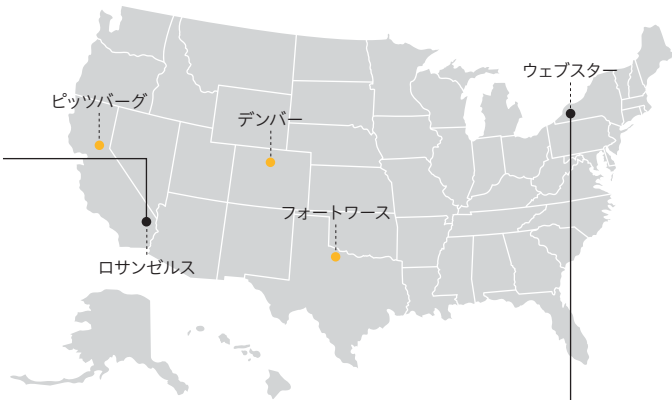 ウェブスター
ピッツバーグ
デンバー
フォートワース
ロサンゼルス